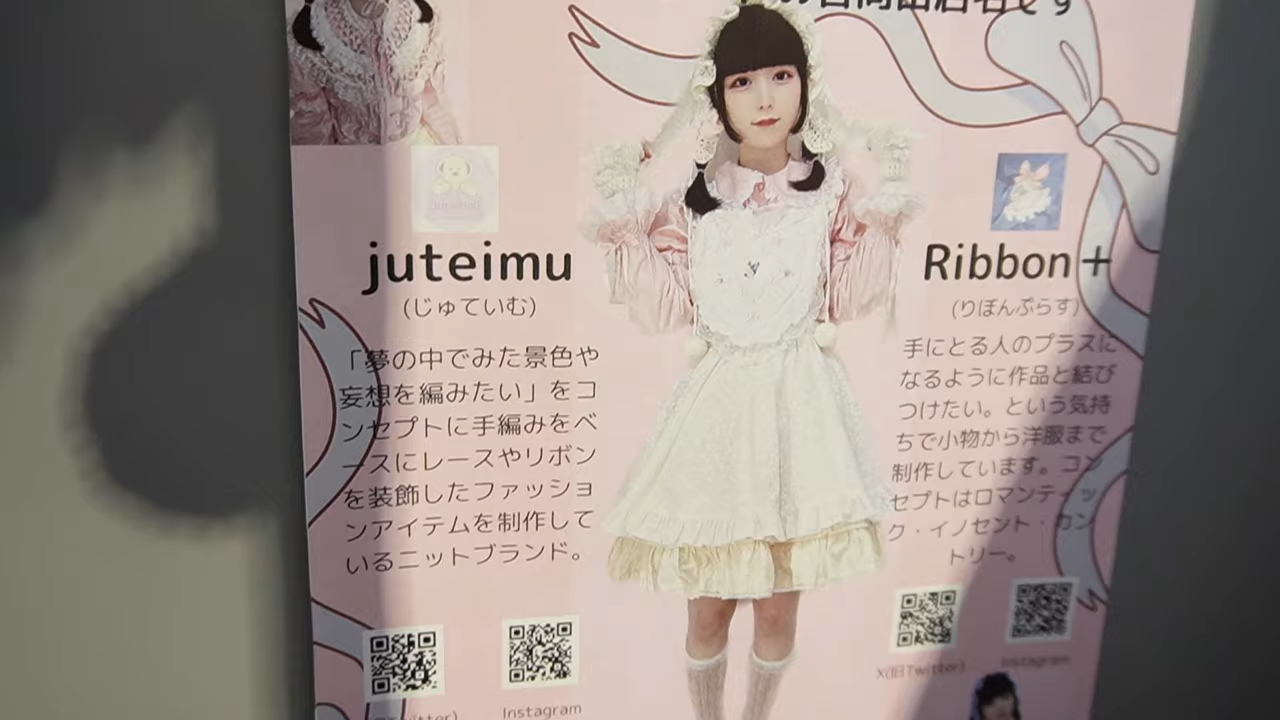 juteimu
(じゅていむ)
「夢の中でみた景色や
妄想を編みたい」をコ
ンセプトに手編みをベ
ースにレースやリボン
を装飾したファッショ
ンアイテムを制作して
いるニットブランド。
Instagram
Ribbon+
(りぼんぷらす)
手にとる人のプラスに
なるように作品と結び
つけたい。という気持
ちで小物から洋服まで
制作しています。コン
セプトはロマンティッ
ク・イノセント・カン
トリー。
X(旧Twitter)
Instagram